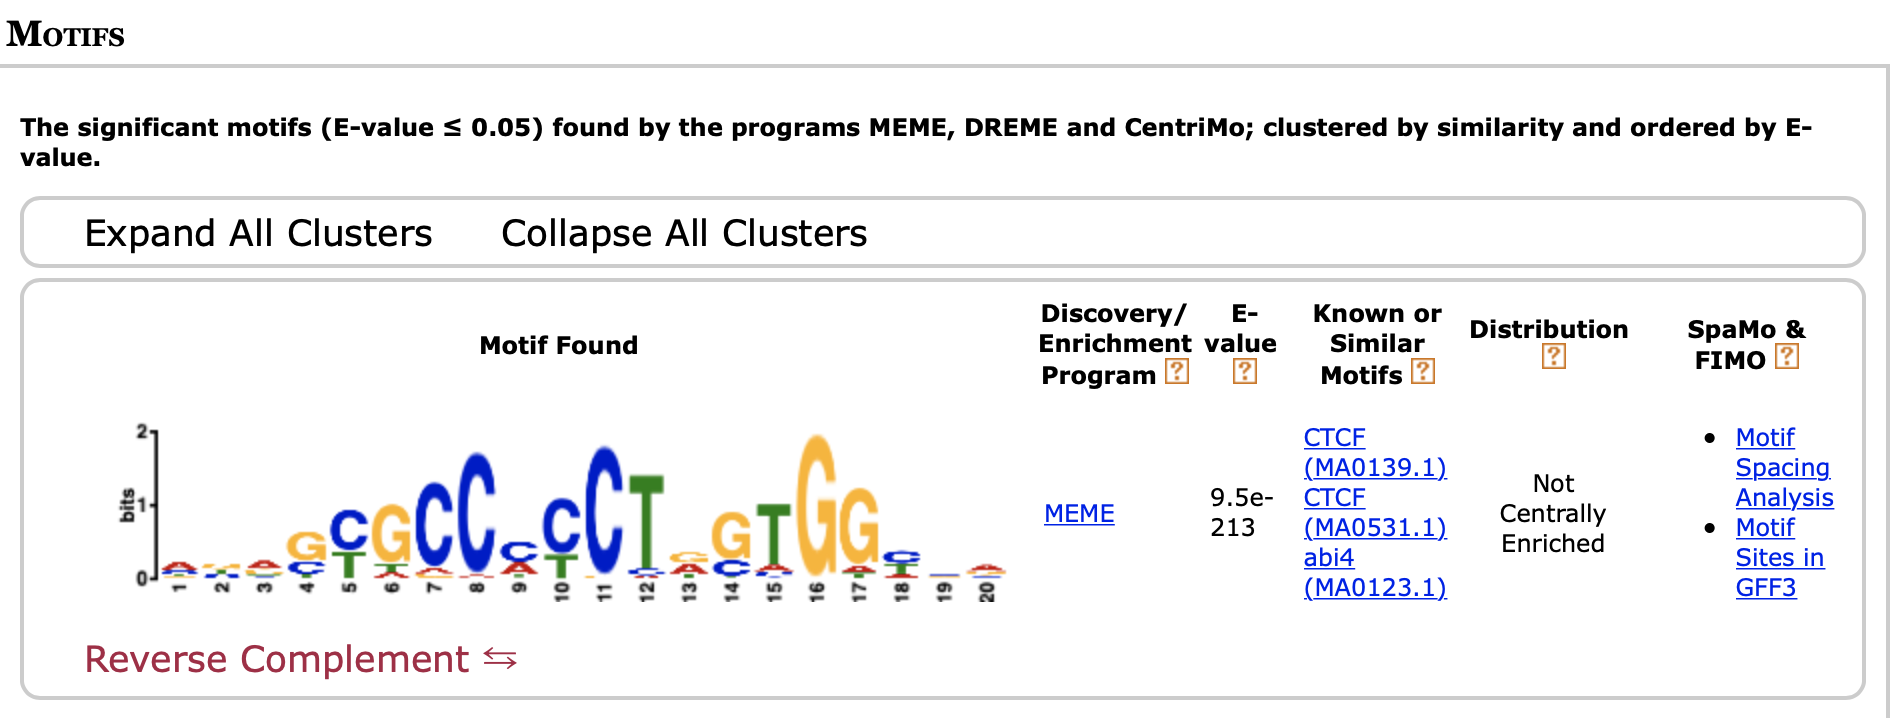 MOTIFS
The significant motifs (E-value ≤ 0.05) found by the programs MEME, DREME and CentriMo; clustered by similarity and ordered by E-
value.
Expand All Clusters Collapse All Clusters
Motif Found
Discovery/
Enrichment
Program ?
E-
value
?
Known or
Similar
Motifs ?
Distribution
?
SpaMo &
FIMO ?
2
1
0
bits
1 2 3 4 5 6 7 8 9 10 11 12 13 14 15 16 17 18 19 20
MEME
9.5e-
213
CTCF
(MA0139.1)
CTCF
(MA0531.1)
abi4
(MA0123.1)
Not
Centrally
Enriched
• Motif
Spacing
Analysis
• Motif
Sites in
GFF3
Reverse Complement ⇆